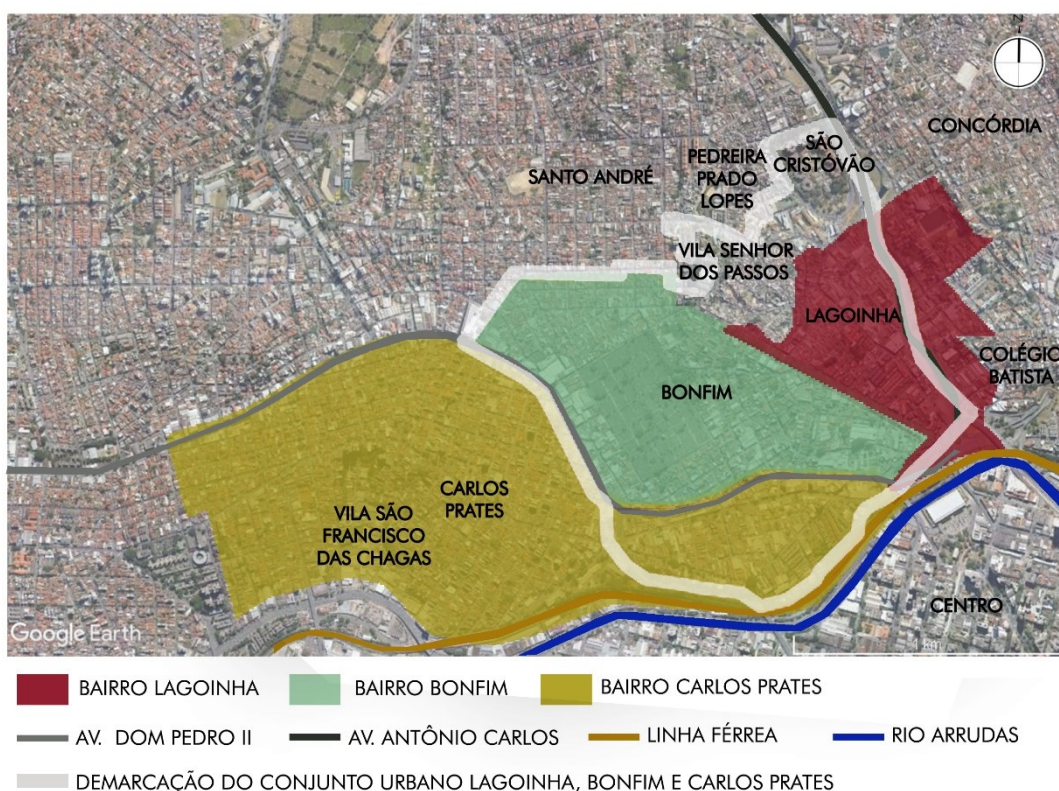 CONCÓRDIA
SÃO
CRISTÓVÃO
PEDREIRA
PRADO
LOPES
SANTO ANDRÉ
VILA SENHOR
DOS PASSOS
LAGOINHA
COLÉGIO
BATISTA
BONFIM
CARLOS
PRATES
VILA SÃO
FRANCISCO
DAS CHAGAS
CENTRO
Google Earth
1 km
BAIRRO LAGOINHA BAIRRO BONFIM BAIRRO CARLOS PRATES
AV. DOM PEDRO II AV. ANTÔNIO CARLOS LINHA FÉRREA RIO ARRUDAS
DEMARCAÇÃO DO CONJUNTO URBANO LAGOINHA, BONFIM E CARLOS PRATES